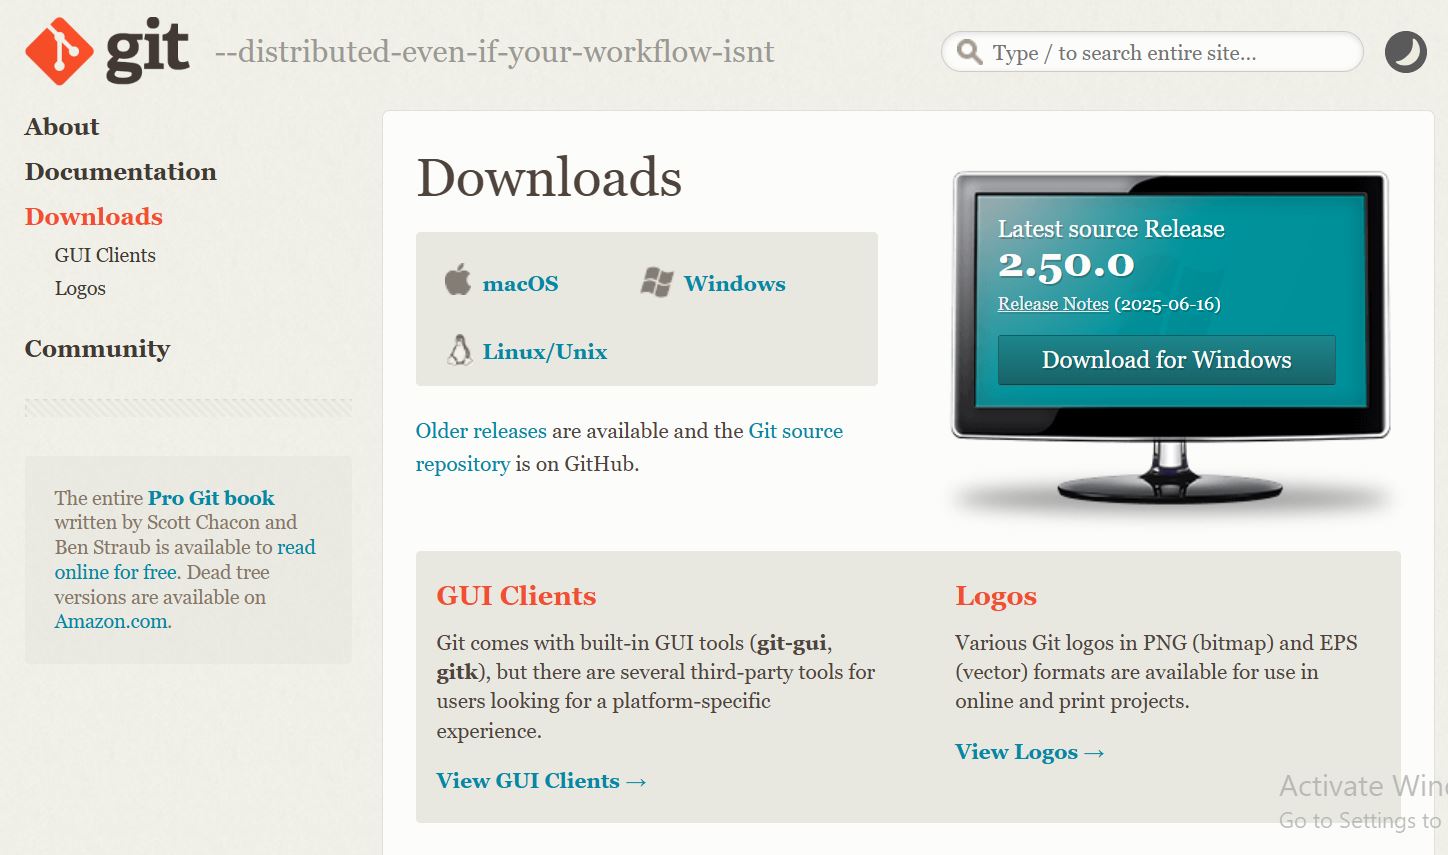 git --distributed-even-if-your-workflow-isnt
Type / to search entire site...
About
Documentation
Downloads
GUI Clients
Logos
Community
The entire Pro Git book
written by Scott Chacon and
Ben Straub is available to read
online for free. Dead tree
versions are available on
Amazon.com.
Downloads
macOS
Windows
Linux/Unix
Older releases are available and the Git source
repository is on GitHub.
Latest source Release
2.50.0
Release Notes (2025-06-16)
Download for Windows
GUI Clients
Git comes with built-in GUI tools (git-gui,
gitk), but there are several third-party tools for
users looking for a platform-specific
experience.
View GUI Clients →
Logos
Various Git logos in PNG (bitmap) and EPS
(vector) formats are available for use in
online and print projects.
View Logos →
Activate
Go to Settings to